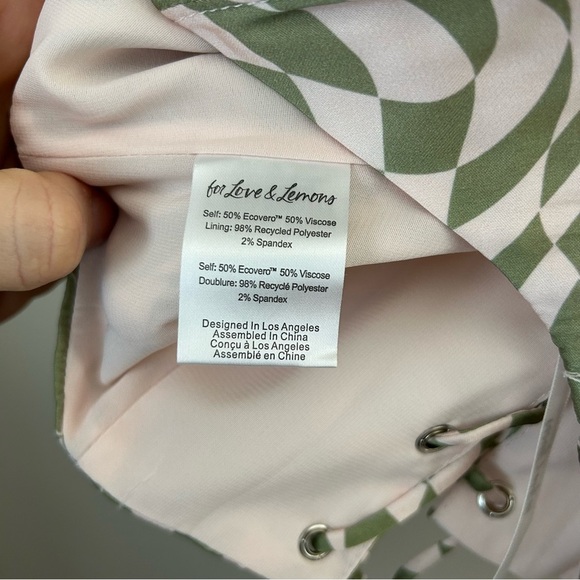 for Love & Lemons
Self: 50% Ecovero™ 50% Viscose
Lining: 98% Recycled Polyester
2% Spandex
Self: 50% Ecovero™ 50% Viscose
Doublure: 98% Recyclé Polyester
2% Spandex
Designed In Los Angeles
Assembled In China
Conçu à Los Angeles
Assemblé en Chine